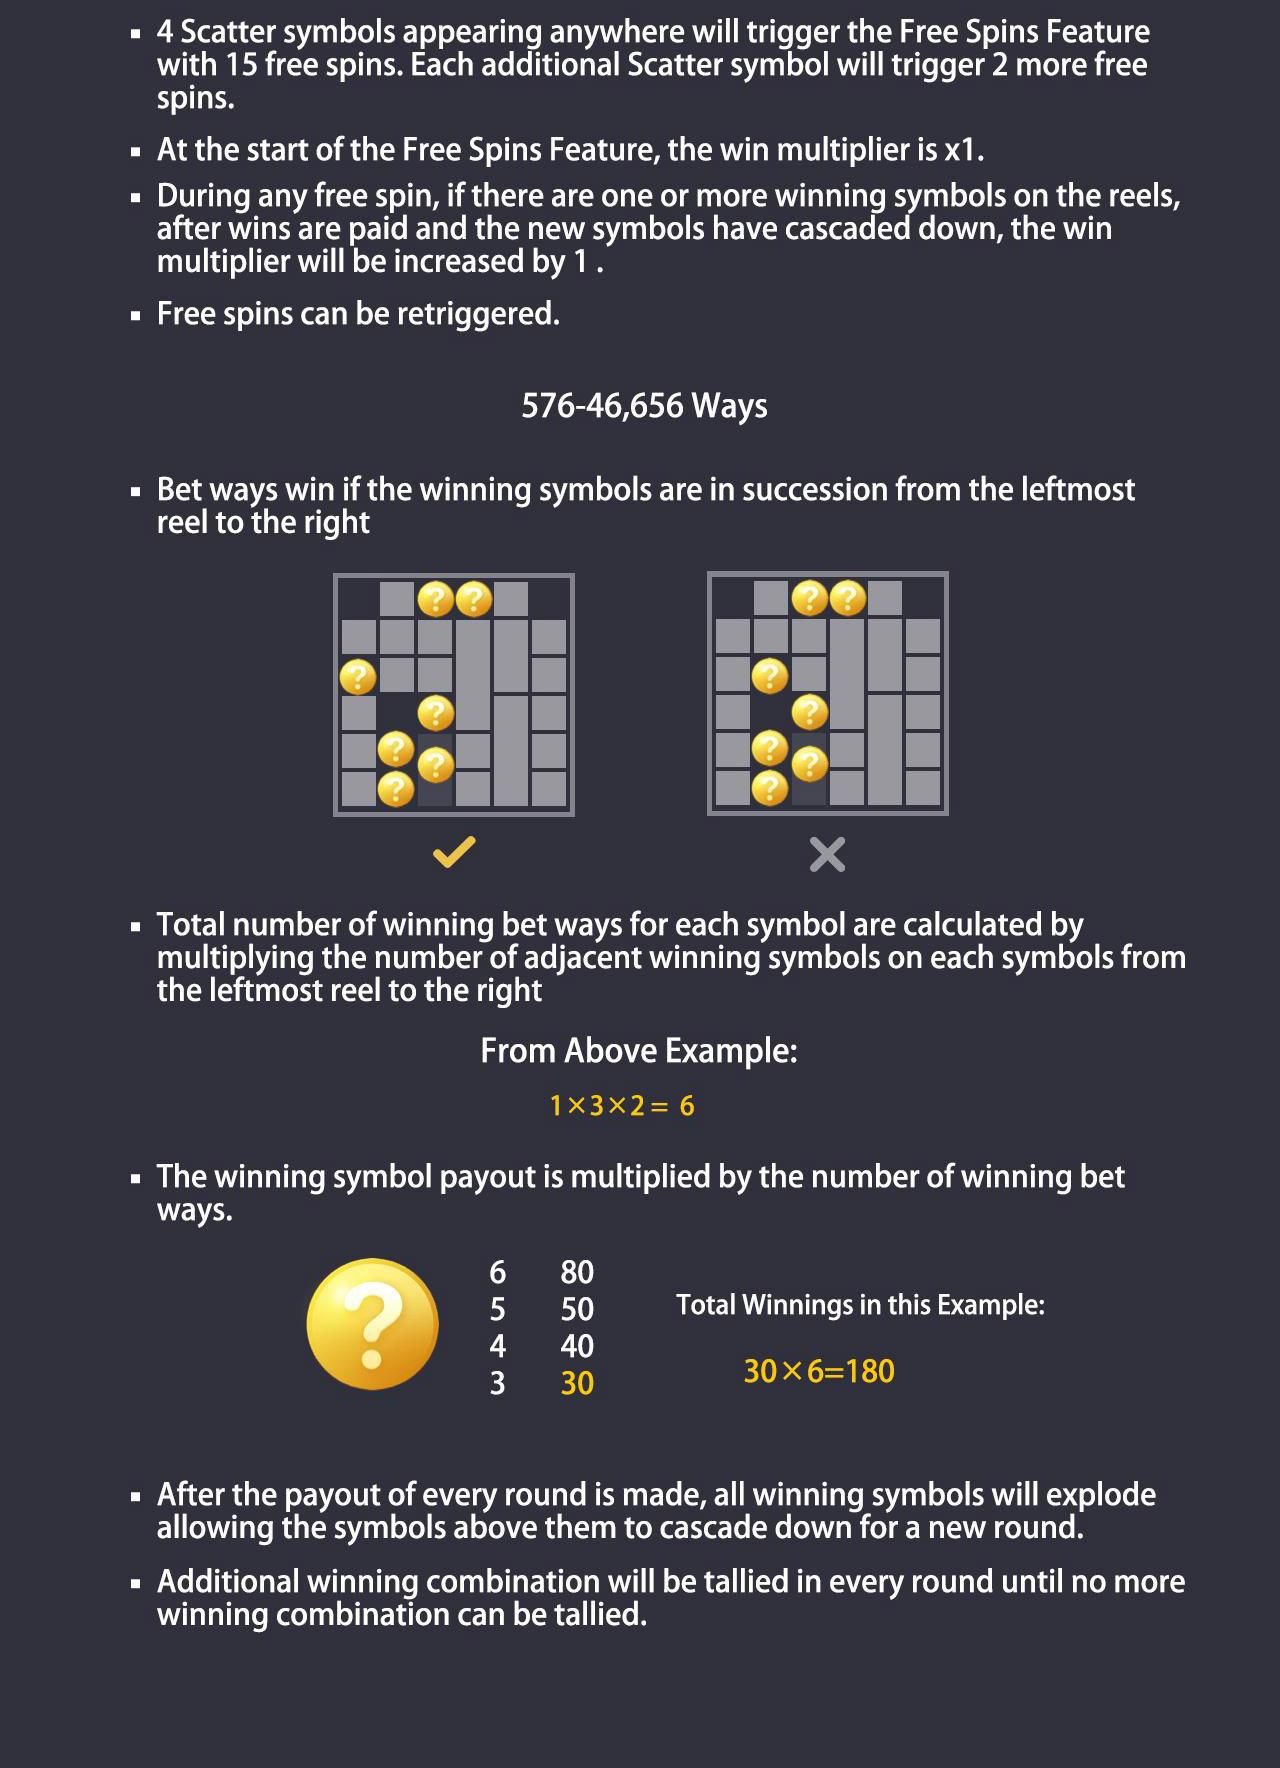 ▪ 4 Scatter symbols appearing anywhere will trigger the Free Spins Feature
with 15 free spins. Each additional Scatter symbol will trigger 2 more free
spins.
▪ At the start of the Free Spins Feature, the win multiplier is x1.
▪ During any free spin, if there are one or more winning symbols on the reels,
after wins are paid and the new symbols have cascaded down, the win
multiplier will be increased by 1 .
▪ Free spins can be retriggered.
576-46,656 Ways
▪ Bet ways win if the winning symbols are in succession from the leftmost
reel to the right
? ? ? ? ? ? ?
? ? ? ? ? ? ?
▪ Total number of winning bet ways for each symbol are calculated by
multiplying the number of adjacent winning symbols on each symbols from
the leftmost reel to the right
From Above Example:
1×3×2= 6
▪ The winning symbol payout is multiplied by the number of winning bet
ways.
?
6 80
5 50
4 40
3 30
Total Winnings in this Example:
30×6=180
▪ After the payout of every round is made, all winning symbols will explode
allowing the symbols above them to cascade down for a new round.
▪ Additional winning combination will be tallied in every round until no more
winning combination can be tallied.